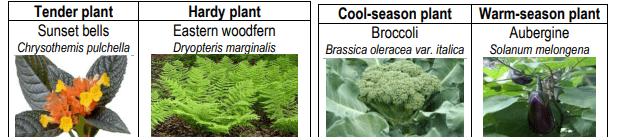 Tender plant
Hardy plant
Sunset bells
Chrysothemis pulchella
Eastern woodfern
Dryopteris marginalis
Cool-season plant
Warm-season plant
Broccoli
Brassica oleracea var. italica
Aubergine
Solanum melongena